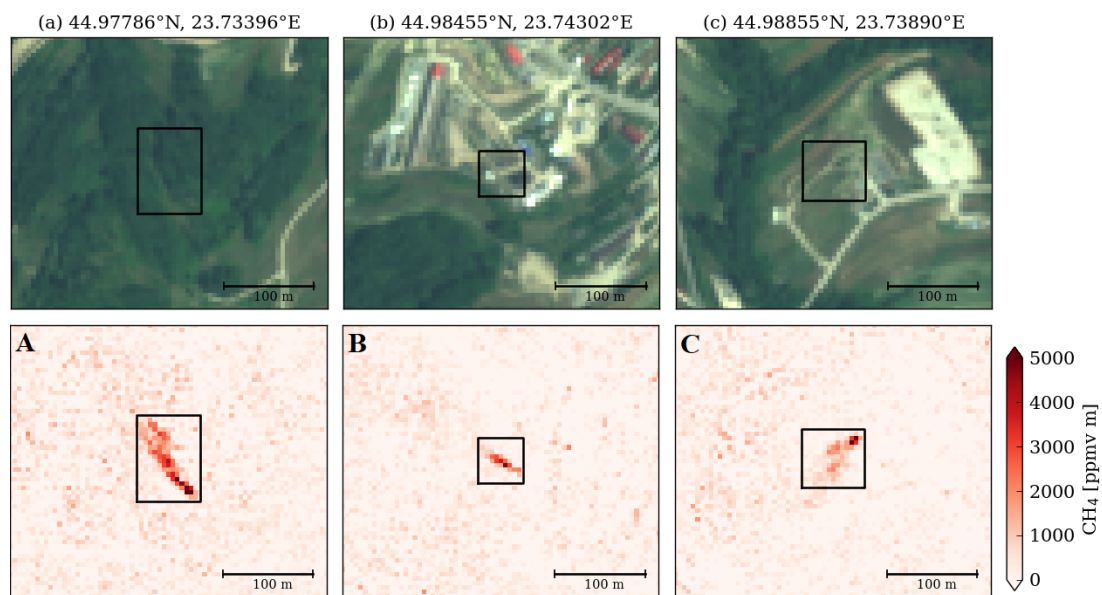 (a) 44.97786°N, 23.73396°E
(b) 44.98455°N, 23.74302°E
(c) 44.98855°N, 23.73890°E
100 m
100 m
100 m
A
B
C
100 m
100 m
100 m
5000
4000
3000
2000
1000
0
CH₄ [ppmv m]